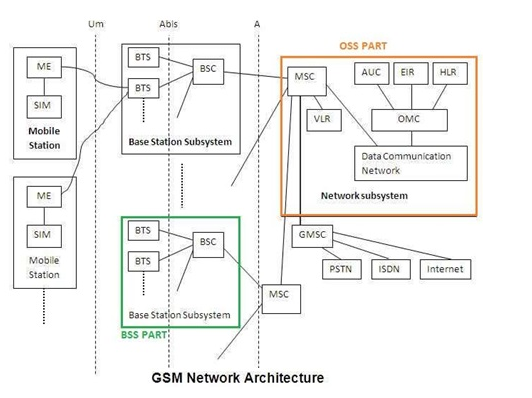 Um
Abis
A
OSS PART
ME
SIM
Mobile
Station
BTS
BTS
BSC
Base Station Subsystem
MSC
VLR
AUC
EIR
HLR
OMC
Data Communication
Network
Network subsystem
ME
SIM
Mobile
Station
BTS
BTS
BSC
Base Station Subsystem
BSS PART
MSC
GMSC
PSTN
ISDN
Internet
GSM Network Architecture